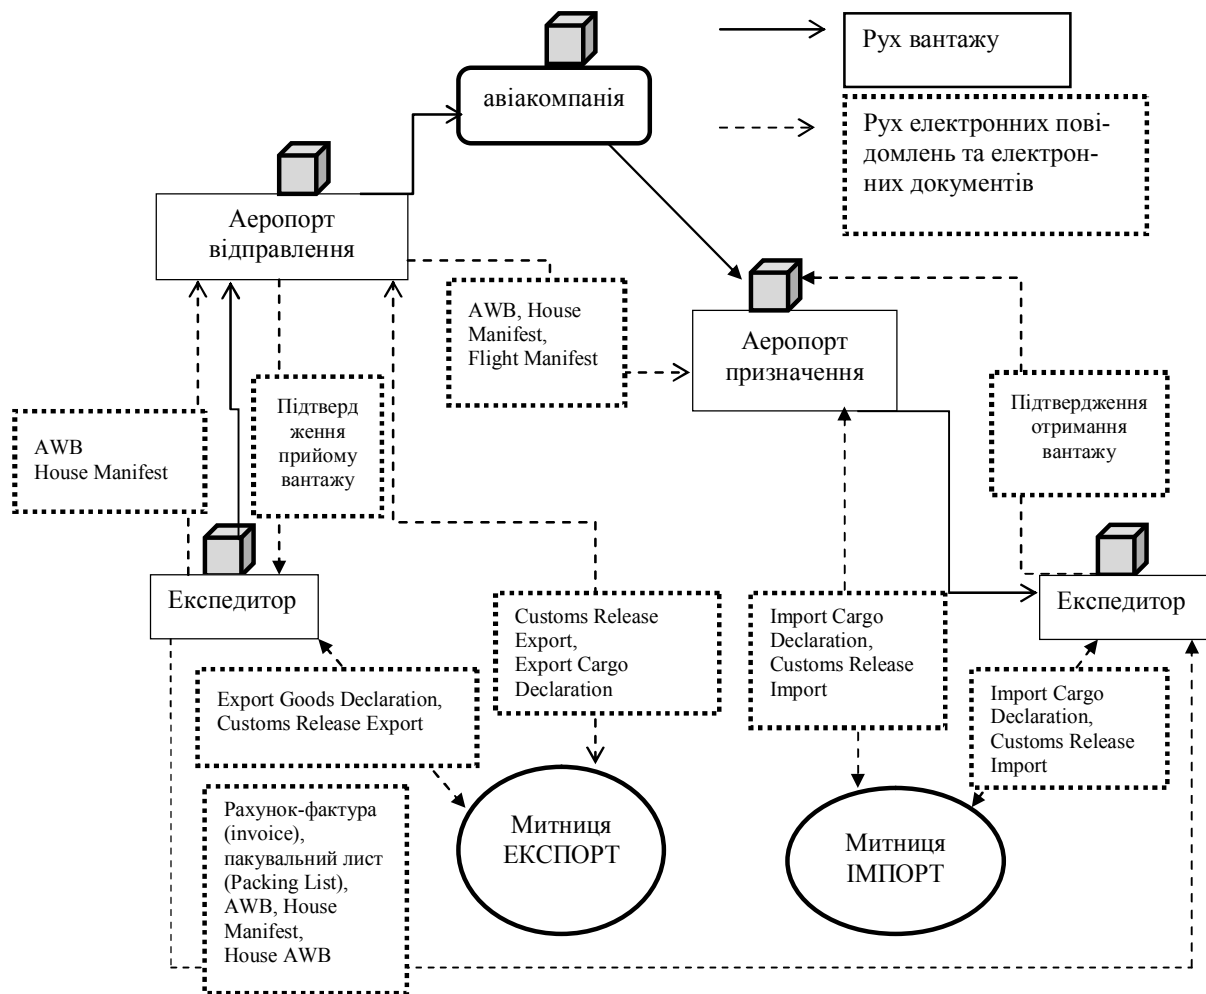 Рух вантажу
авіакомпанія
Рух електронних пові-
домлень та електрон-
них документів
Аеропорт
відправлення
AWB, House
Manifest,
Flight Manifest
Аеропорт
призначення
AWB
House Manifest
Підтверд
ження
прийому
вантажу
Підтвердження
отримання
вантажу
Експедитор
Експедитор
Customs Release
Export,
Export Cargo
Declaration
Import Cargo
Declaration,
Customs Release
Import
Export Goods Declaration,
Customs Release Export
Import Cargo
Declaration,
Customs Release
Import
Рахунок-фактура
(invoice),
пакувальний лист
(Packing List),
AWB, House
Manifest,
House AWB
Митниця
ЕКСПОРТ
Митниця
ІМПОРТ